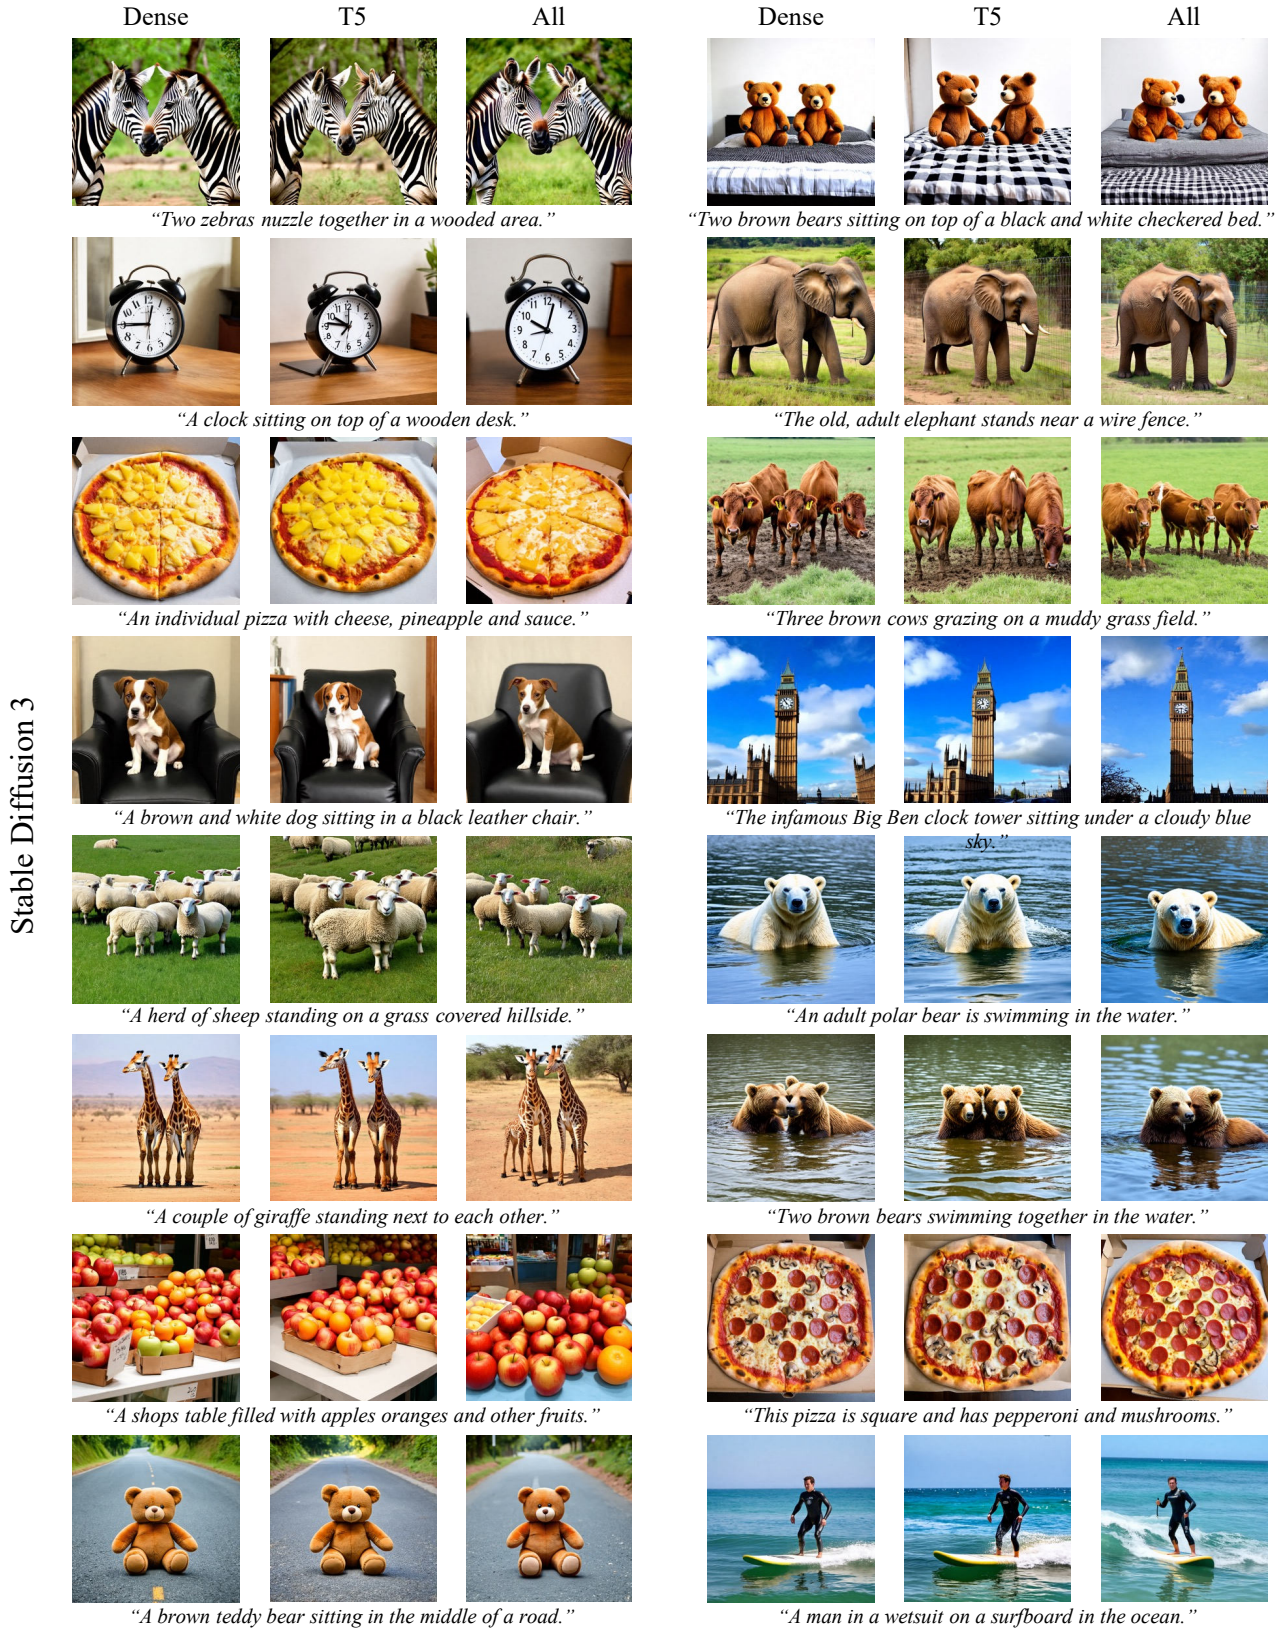 Dense T5 All Dense T5 All
“Two zebras nuzzle together in a wooded area.”
“Two brown bears sitting on top of a black and white checkered bed.”
“A clock sitting on top of a wooden desk.”
“The old, adult elephant stands near a wire fence.”
“An individual pizza with cheese, pineapple and sauce.”
“Three brown cows grazing on a muddy grass field.”
Stable Diffusion 3
“A brown and white dog sitting in a black leather chair.”
“The infamous Big Ben clock tower sitting under a cloudy blue
sky.”
“A herd of sheep standing on a grass covered hillside.”
“An adult polar bear is swimming in the water.”
“A couple of giraffe standing next to each other.”
“Two brown bears swimming together in the water.”
“A shops table filled with apples oranges and other fruits.”
“This pizza is square and has pepperoni and mushrooms.”
“A brown teddy bear sitting in the middle of a road.”
“A man in a wetsuit on a surfboard in the ocean.”